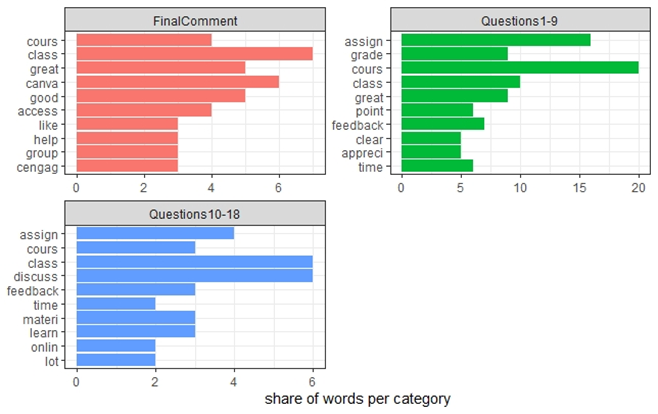 FinalComment
cours
class
great
canva
good
access
like
help
group
cengag
0 2 4 6
Questions1-9
assign
grade
cours
class
great
point
feedback
clear
appreci
time
0 5 10 15 20
Questions10-18
assign
cours
class
discuss
feedback
time
materi
learn
onlin
lot
0 2 4 6
share of words per category